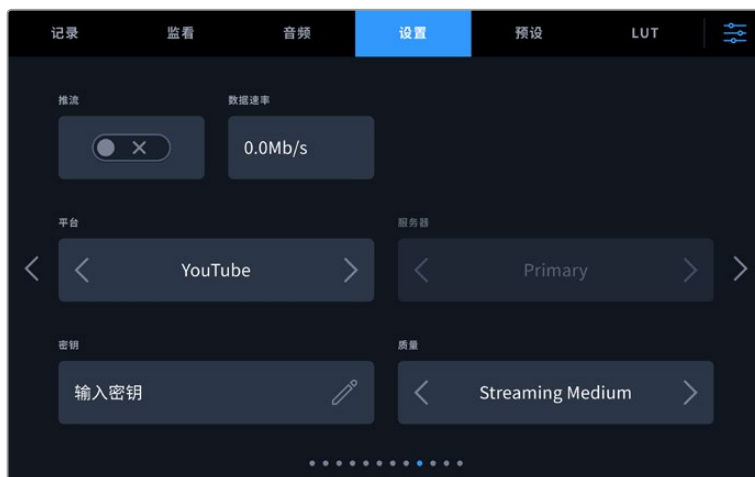 记录 监看 音频 设置 预设 LUT
推流 数据速率
0.0Mb/s
平台 服务器
YouTube Primary
密钥 质量
输入密钥 Streaming Medium